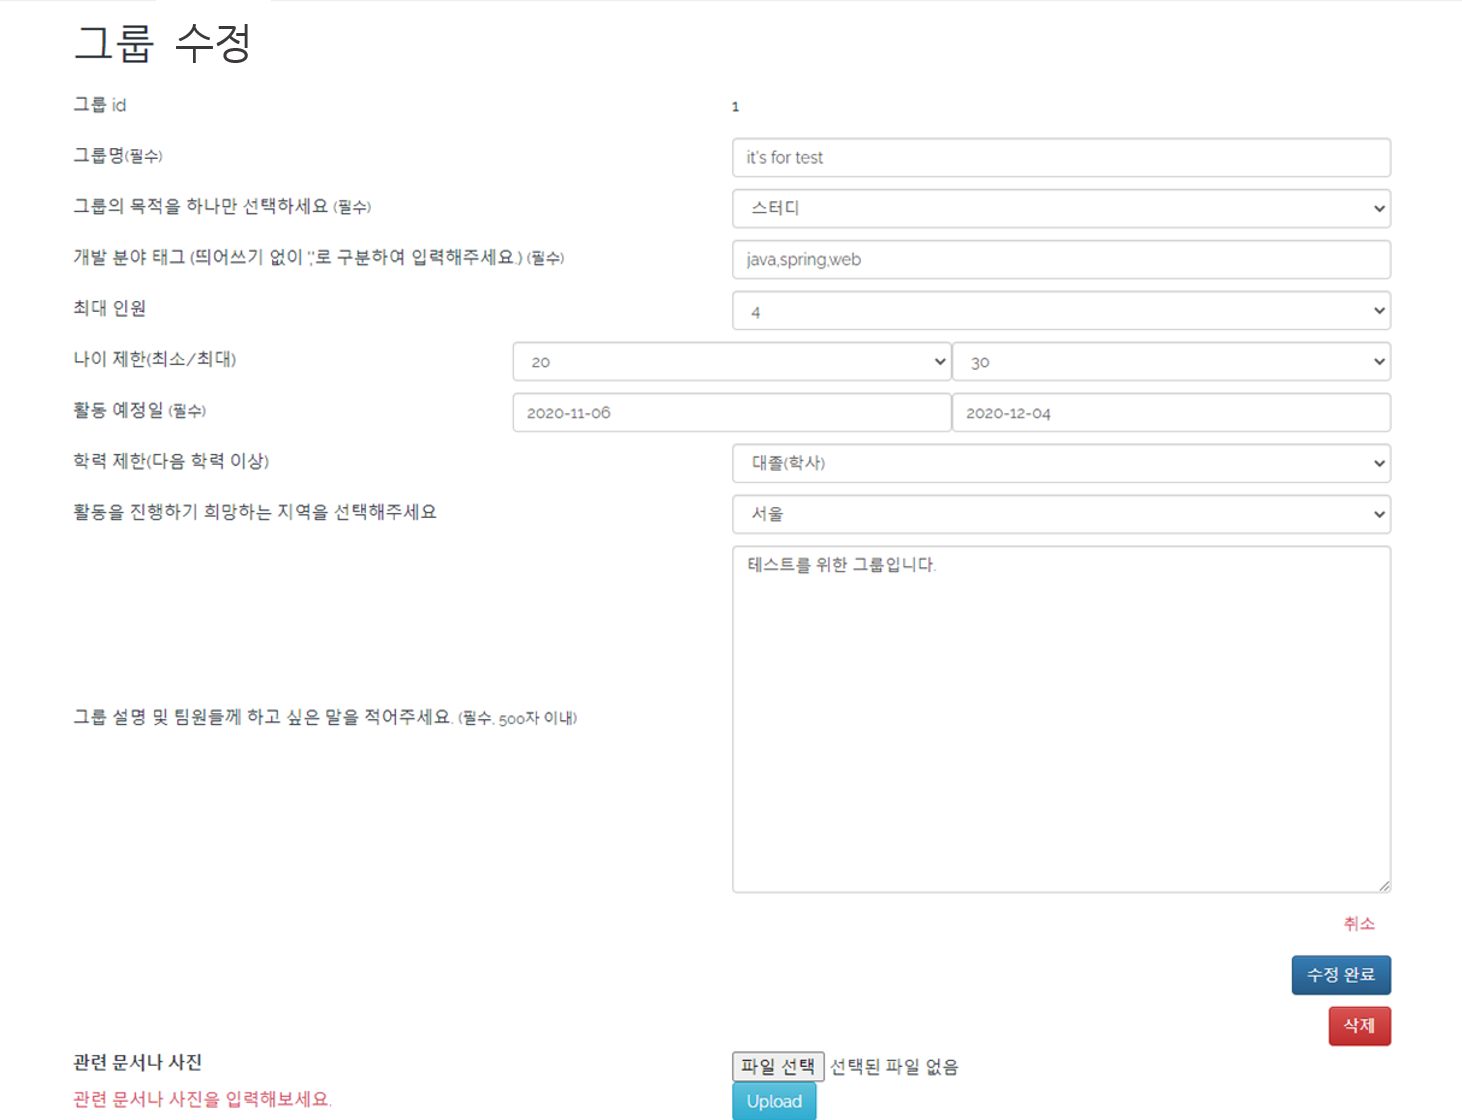 그룹 수정
그룹 id 1
그룹명(필수) it's for test
그룹의 목적을 하나만 선택하세요 (필수) 스터디
개발 분야 태그 (띄어쓰기 없이 ','로 구분하여 입력해주세요.) (필수) java,spring,web
최대 인원 4
나이 제한(최소/최대) 20 30
활동 예정일 (필수) 2020-11-06 2020-12-04
학력 제한(다음 학력 이상) 대졸(학사)
활동을 진행하기 희망하는 지역을 선택해주세요 서울
테스트를 위한 그룹입니다.
그룹 설명 및 팀원들께 하고 싶은 말을 적어주세요. (필수, 500자 이내)
취소
수정 완료
삭제
관련 문서나 사진 파일 선택 선택된 파일 없음
관련 문서나 사진을 입력해보세요. Upload